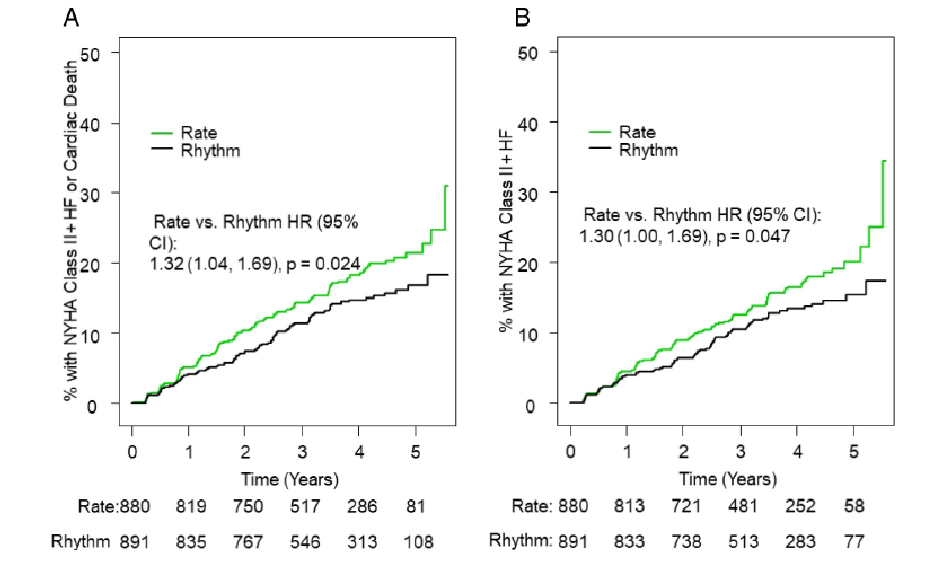 A
% with NYHA Class II+ HF or Cardiac Death
50
40
30
20
10
0
Rate
Rhythm
Rate vs. Rhythm HR (95%
CI):
1.32 (1.04, 1.69), p = 0.024
0 1 2 3 4 5
Time (Years)
Rate:880 819 750 517 286 81
Rhythm 891 835 767 546 313 108
B
% with NYHA Class II+ HF
50
40
30
20
10
0
Rate
Rhythm
Rate vs. Rhythm HR (95% CI):
1.30 (1.00, 1.69), p = 0.047
0 1 2 3 4 5
Time (Years)
Rate: 880 813 721 481 252 58
Rhythm: 891 833 738 513 283 77